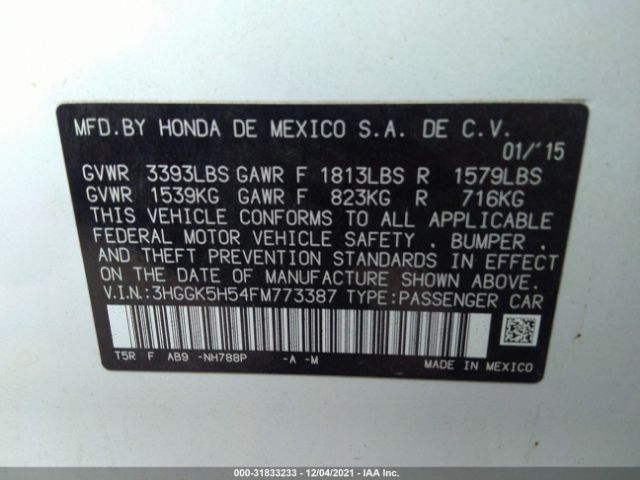 MFD.BY HONDA DE MEXICO S.A. DE C.V.
01/'15
GVWR 3393LBS GAWR F 1813LBS R 1579LBS
GVWR 1539KG GAWR F 823KG R 716KG
THIS VEHICLE CONFORMS TO ALL APPLICABLE
FEDERAL MOTOR VEHICLE SAFETY . BUMPER .
AND THEFT PREVENTION STANDARDS IN EFFECT
ON THE DATE OF MANUFACTURE SHOWN ABOVE.
V.I.N.:3HGGK5H54FM773387 TYPE:PASSENGER CAR
T5R F AB9 -NH788P -A -M
MADE IN MEXICO
000-31833233 - 12/04/2021 - IAA Inc.